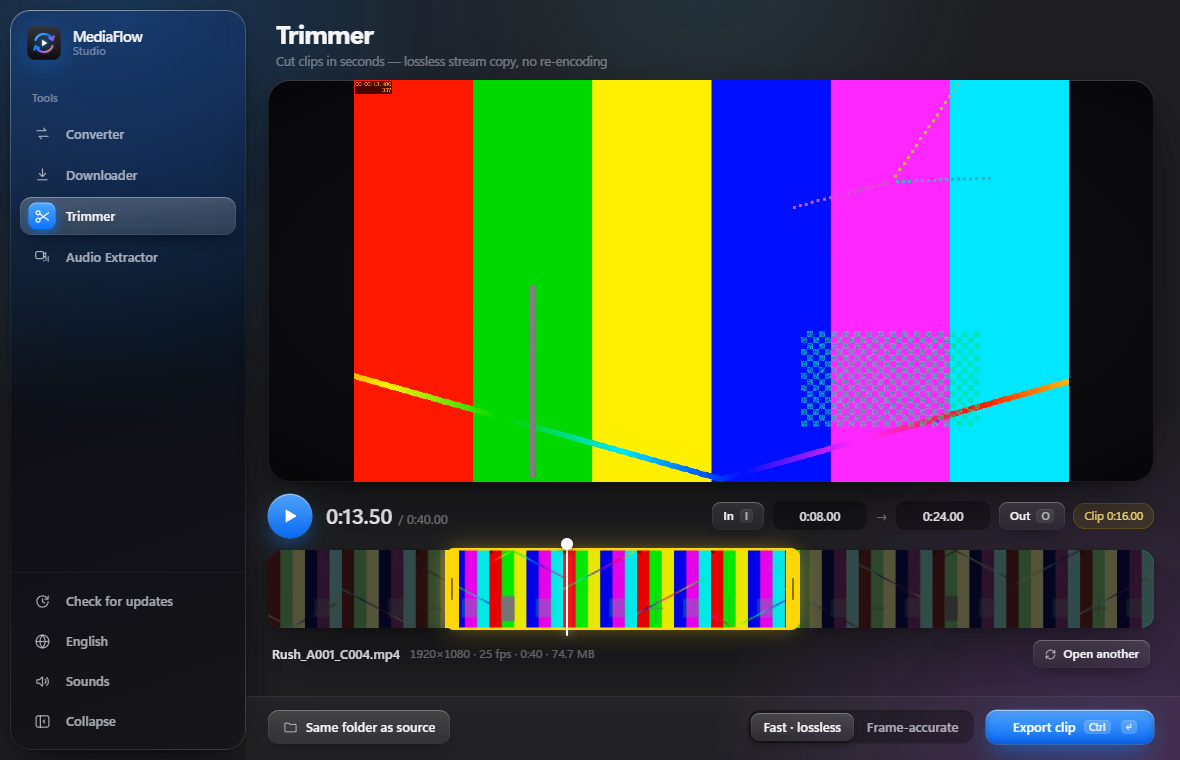 MediaFlow
Studio
Tools
Converter
Downloader
Trimmer
Audio Extractor
Check for updates
English
Sounds
Collapse
Trimmer
Cut clips in seconds — lossless stream copy, no re-encoding
0:13.50 / 0:40.00
In I
0:08.00 → 0:24.00
Out O
Clip 0:16.00
Rush_A001_C004.mp4 1920×1080 · 25 fps · 0:40 · 74.7 MB
Open another
Same folder as source
Fast · lossless
Frame-accurate
Export clip Ctrl ↵